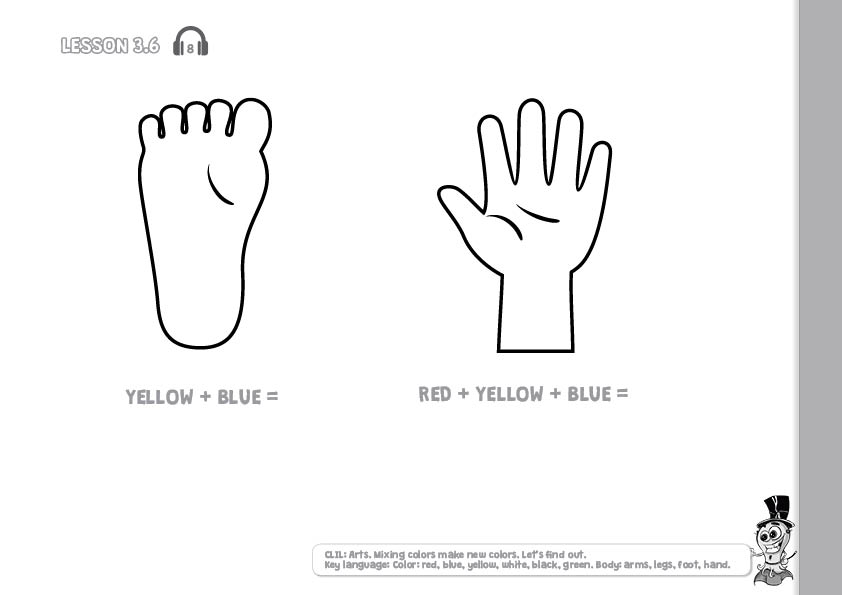 LESSON 3.6 8
YELLOW + BLUE =
RED + YELLOW + BLUE =
CLIL: Arts. Mixing colors make new colors. Let's find out.
Key language: Color: red, blue, yellow, white, black, green. Body: arms, legs, foot, hand.